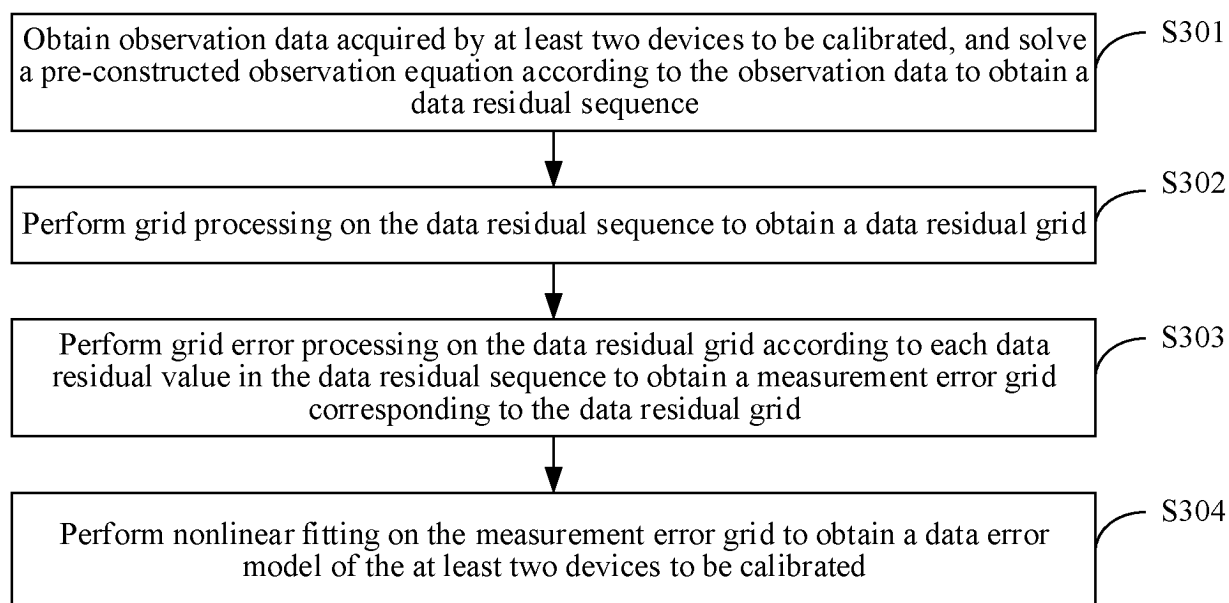 Obtain observation data acquired by at least two devices to be calibrated, and solve
a pre-constructed observation equation according to the observation data to obtain a
data residual sequence
S301
Perform grid processing on the data residual sequence to obtain a data residual grid
S302
Perform grid error processing on the data residual grid according to each data
residual value in the data residual sequence to obtain a measurement error grid
corresponding to the data residual grid
S303
Perform nonlinear fitting on the measurement error grid to obtain a data error
model of the at least two devices to be calibrated
S304